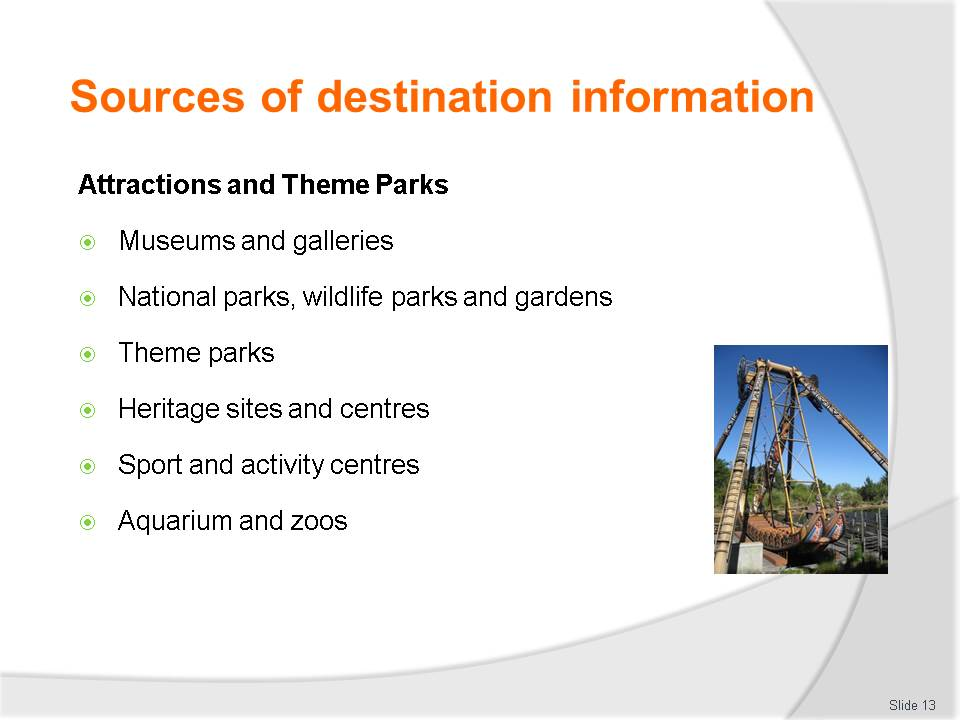 Sources of destination information
Attractions and Theme Parks
Museums and galleries
National parks, wildlife parks and gardens
Theme parks
Heritage sites and centres
Sport and activity centres
Aquarium and zoos
Slide 13